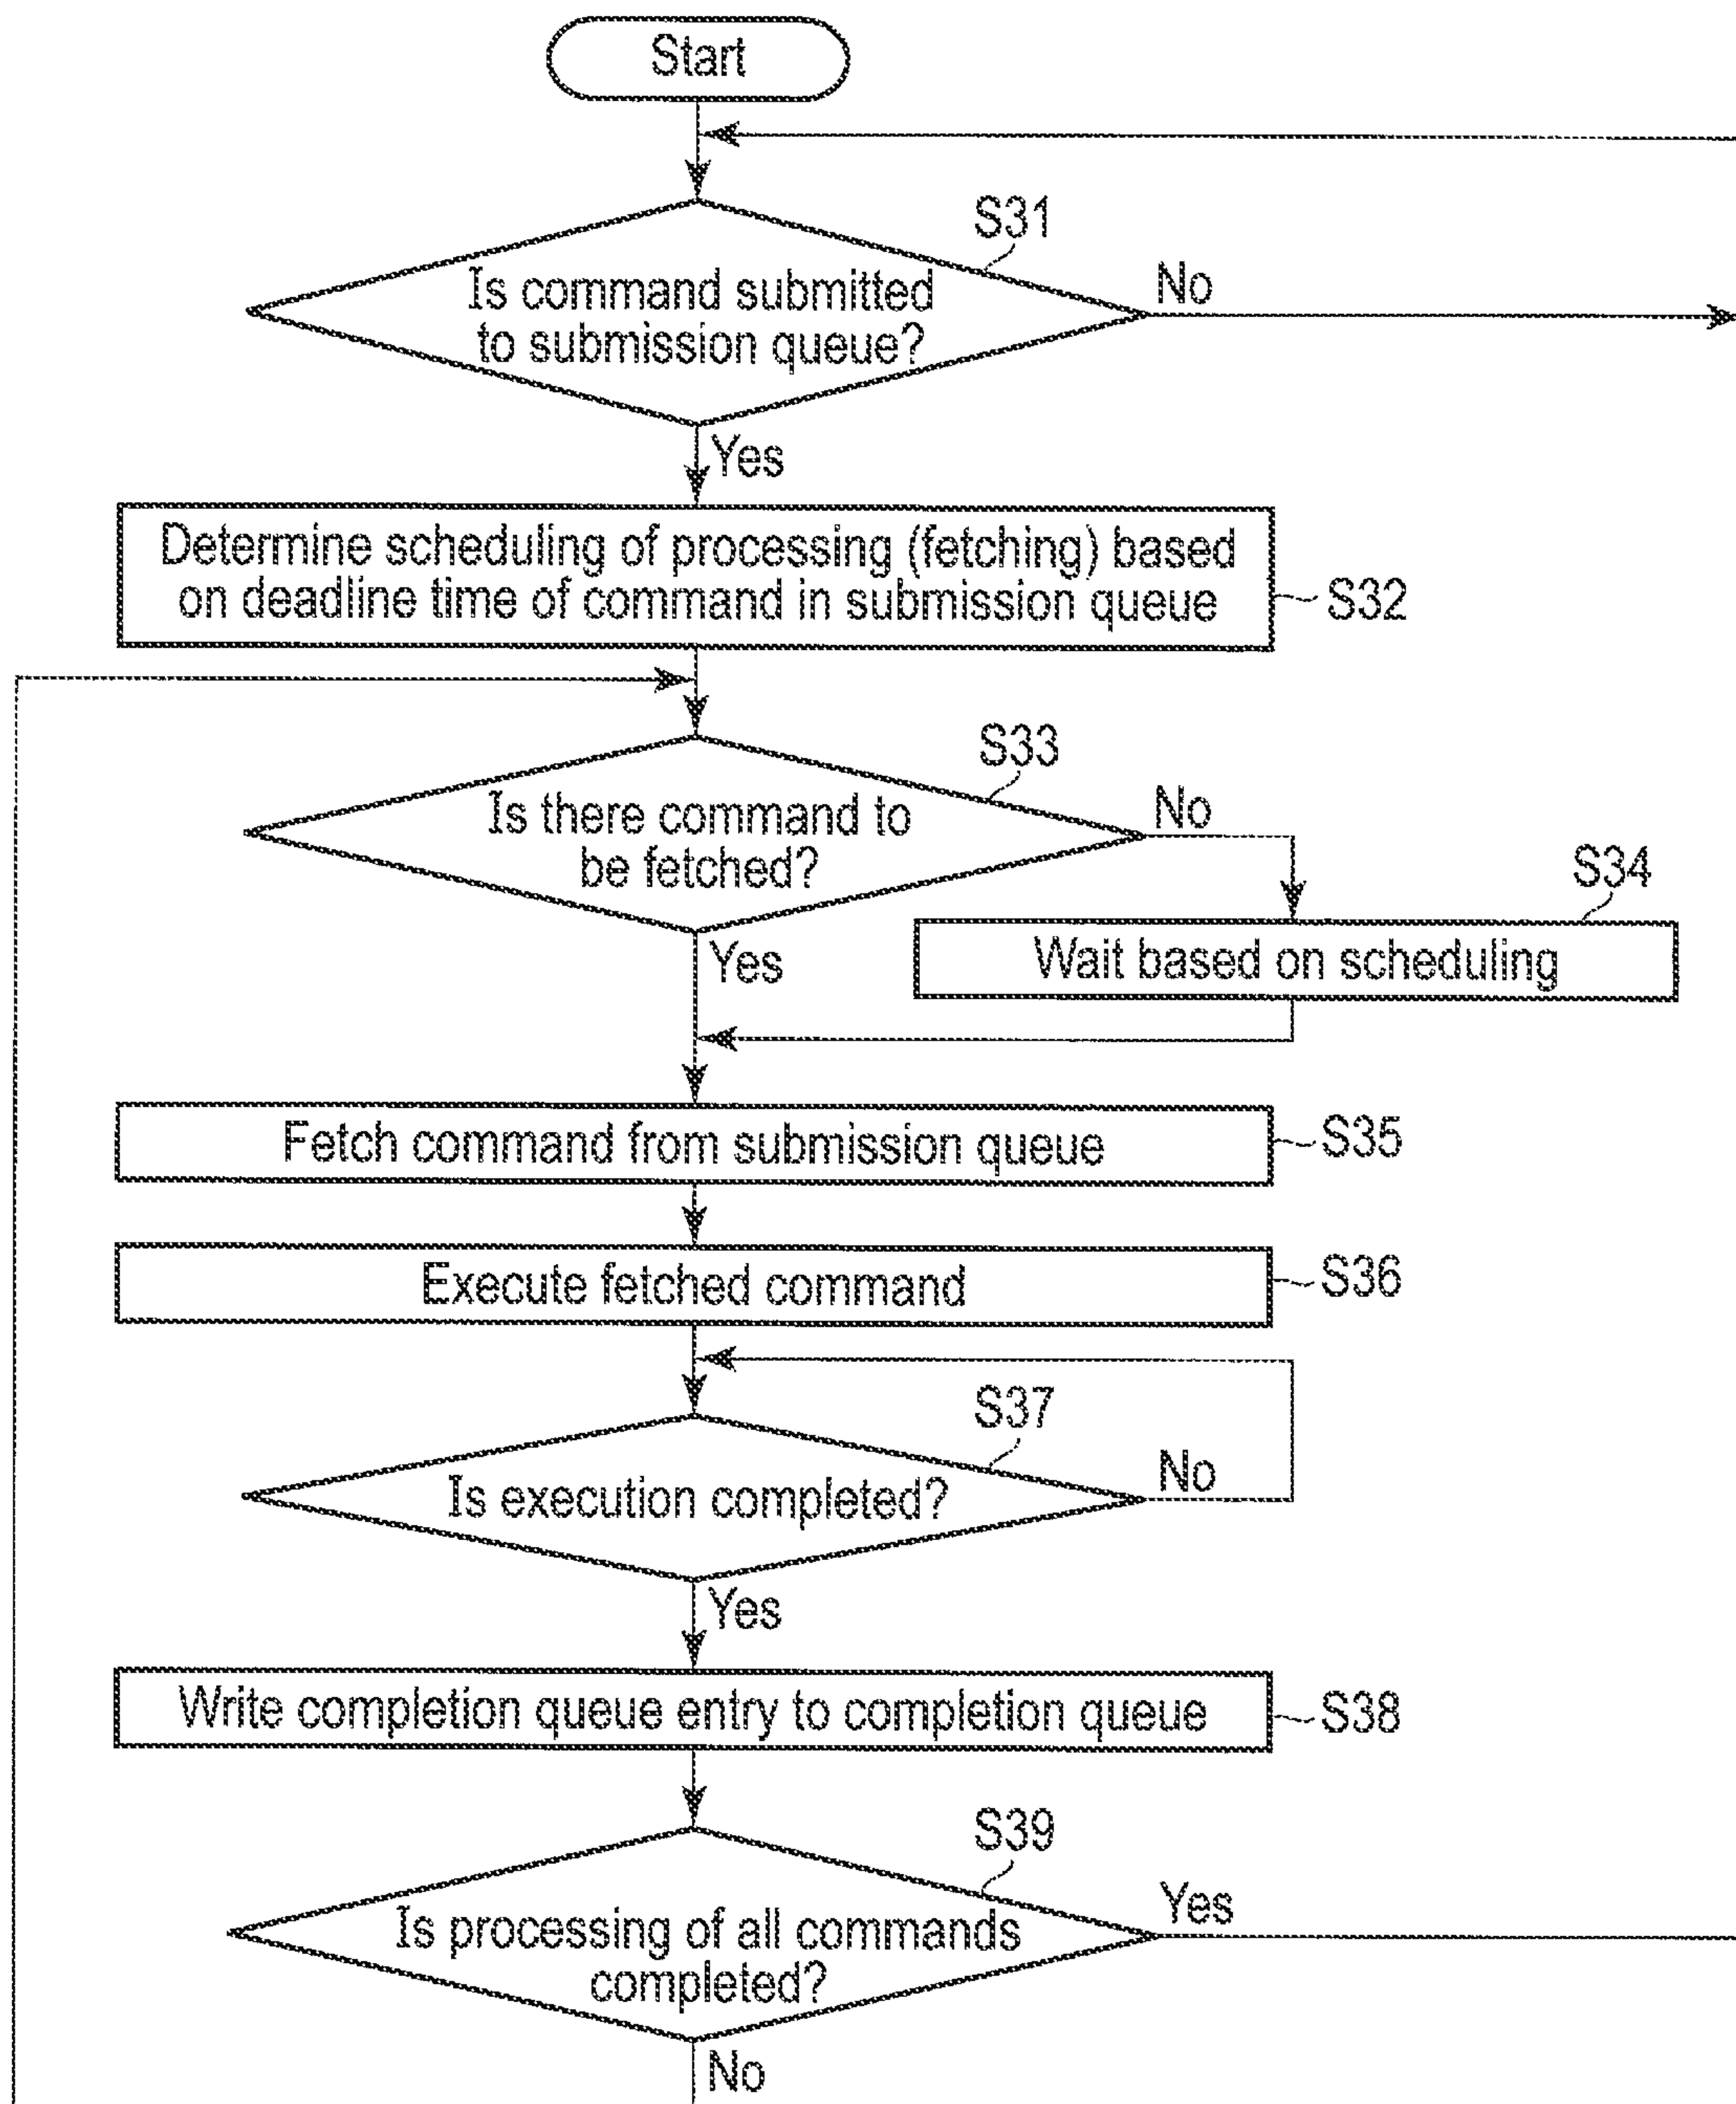 Start
S31
Is command submitted
to submission queue?
No
Yes
Determine scheduling of processing (fetching) based
on deadline time of command in submission queue
S32
S33
Is there command to
be fetched?
No
S34
Wait based on scheduling
Yes
Fetch command from submission queue
S35
Execute fetched command
S36
S37
Is execution completed?
No
Yes
Write completion queue entry to completion queue
S38
S39
Is processing of all commands
completed?
Yes
No